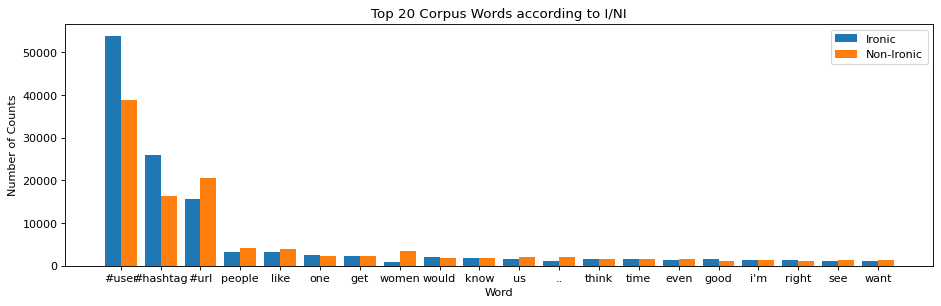 Top 20 Corpus Words according to I/NI
Ironic
Non-Ironic
Number of Counts
50000
40000
30000
20000
10000
0
#user #hashtag #url people like one get women would know us .. think time even good i'm right see want
Word